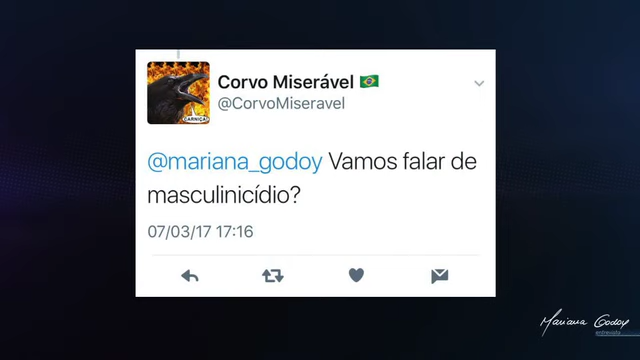 Corvo Miserável 🇧🇷
@CorvoMiseravel
CARNIÇA!
@mariana_godoy Vamos falar de
masculinicídio?
07/03/17 17:16
Mariana Godoy
entrevista